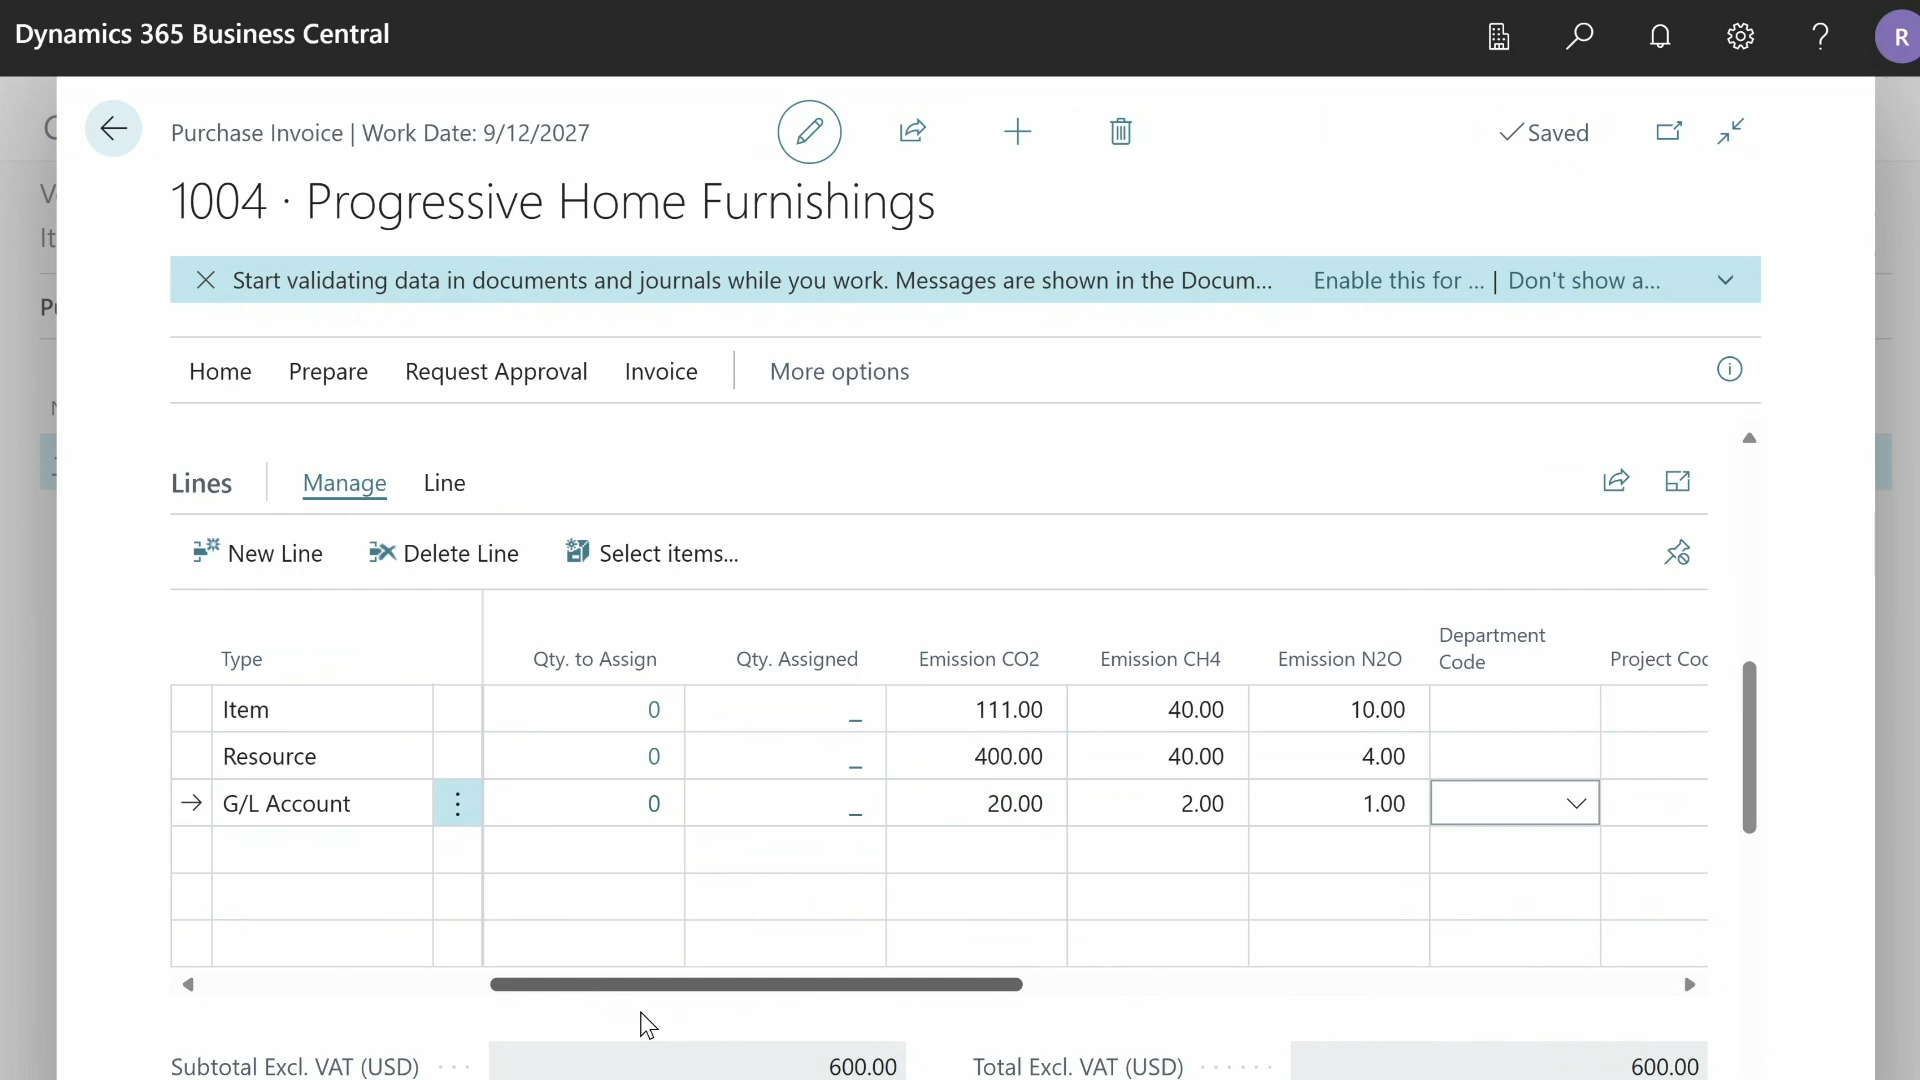 Dynamics 365 Business Central
R
Purchase Invoice | Work Date: 9/12/2027
Saved
1004 · Progressive Home Furnishings
Start validating data in documents and journals while you work. Messages are shown in the Docum...
Enable this for ... | Don't show a...
Home Prepare Request Approval Invoice More options
Lines Manage Line
New Line Delete Line Select items...
Type Qty. to Assign Qty. Assigned Emission CO2 Emission CH4 Emission N2O Department Code Project Coc
Item 0 _ 111.00 40.00 10.00
Resource 0 _ 400.00 40.00 4.00
G/L Account 0 _ 20.00 2.00 1.00
Subtotal Excl. VAT (USD) 600.00 Total Excl. VAT (USD) 600.00